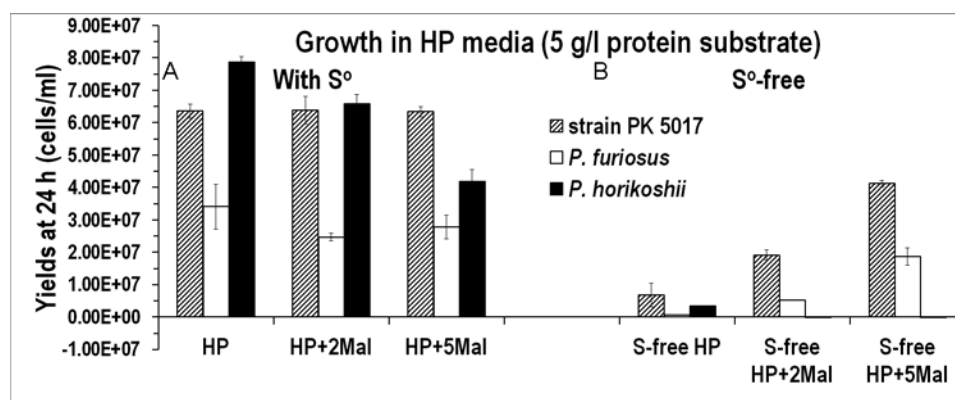 Growth in HP media (5 g/l protein substrate)
A
With S°
B
S°-free
Yields at 24 h (cells/ml)
9.00E+07
8.00E+07
7.00E+07
6.00E+07
5.00E+07
4.00E+07
3.00E+07
2.00E+07
1.00E+07
0.00E+00
-1.00E+07
strain PK 5017
P. furiosus
P. horikoshii
HP
HP+2Mal
HP+5Mal
S-free HP
S-free
HP+2Mal
S-free
HP+5Mal